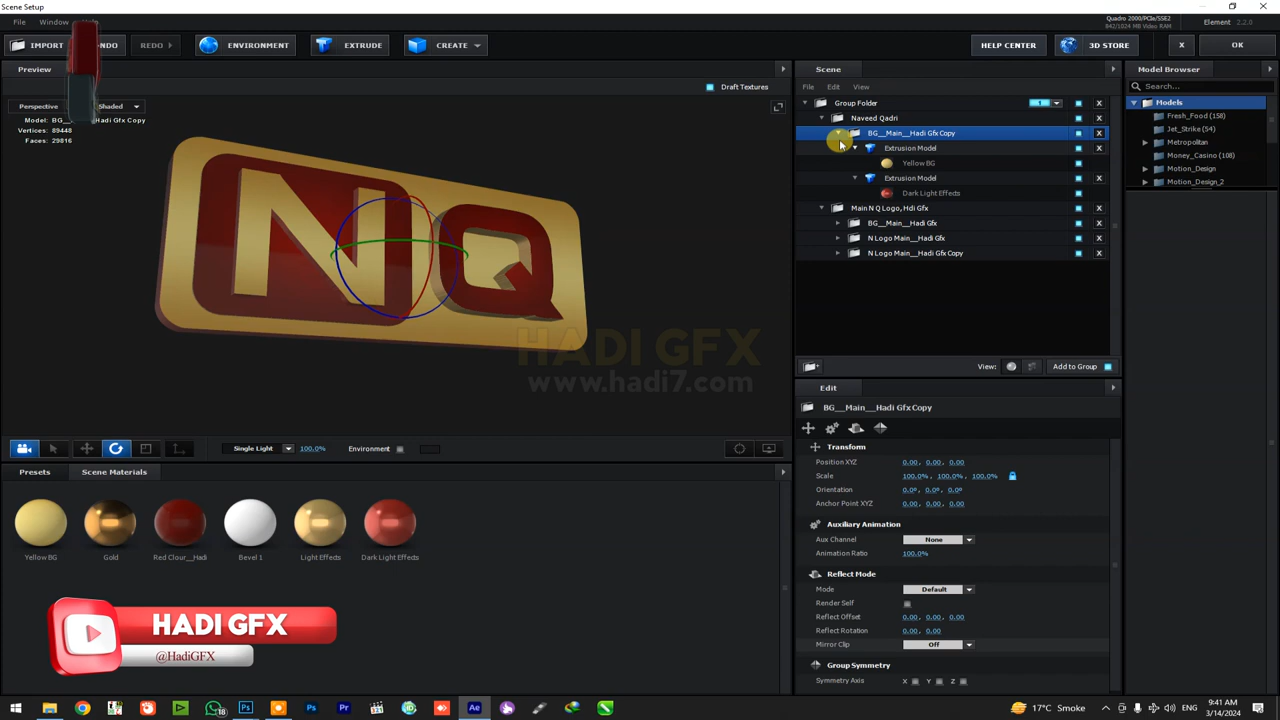 Scene Setup
File Window Help
Quadro 2000/PCIe/SSE2
842/1024 MB Video RAM
Element 2.2.0
IMPORT
REDO
ENVIRONMENT
EXTRUDE
CREATE
HELP CENTER
3D STORE
X
OK
Preview
Draft Textures
Perspective
Shaded
Model: BG__Main__Hadi Gfx Copy
Vertices: 89448
Faces: 29816
NQ
HADI GFX
www.hadi7.com
Single Light
100.0%
Environment
Scene
File Edit View
Group Folder
Naveed Qadri
BG__Main__Hadi Gfx Copy
Extrusion Model
Yellow BG
Extrusion Model
Dark Light Effects
Main N Q Logo, Hdi Gfx
BG__Main__Hadi Gfx
N Logo Main__Hadi Gfx
N Logo Main__Hadi Gfx Copy
View:
Add to Group
Model Browser
Search...
Models
Fresh_Food (158)
Jet_Strike (54)
Metropolitan
Money_Casino (108)
Motion_Design
Motion_Design_2
Edit
BG__Main__Hadi Gfx Copy
Transform
Position XYZ 0.00, 0.00, 0.00
Scale 100.0%, 100.0%, 100.0%
Orientation 0.0°, 0.0°, 0.0°
Anchor Point XYZ 0.00, 0.00, 0.00
Auxiliary Animation
Aux Channel None
Animation Ratio 100.0%
Reflect Mode
Mode Default
Render Self
Reflect Offset 0.00, 0.00, 0.00
Reflect Rotation 0.00, 0.00
Mirror Clip Off
Group Symmetry
Symmetry Axis X Y Z
Presets
Scene Materials
Yellow BG
Gold
Red Clour__Hadi
Bevel 1
Light Effects
Dark Light Effects
HADI GFX
@HadiGFX
17°C Smoke
9:41 AM
3/14/2024